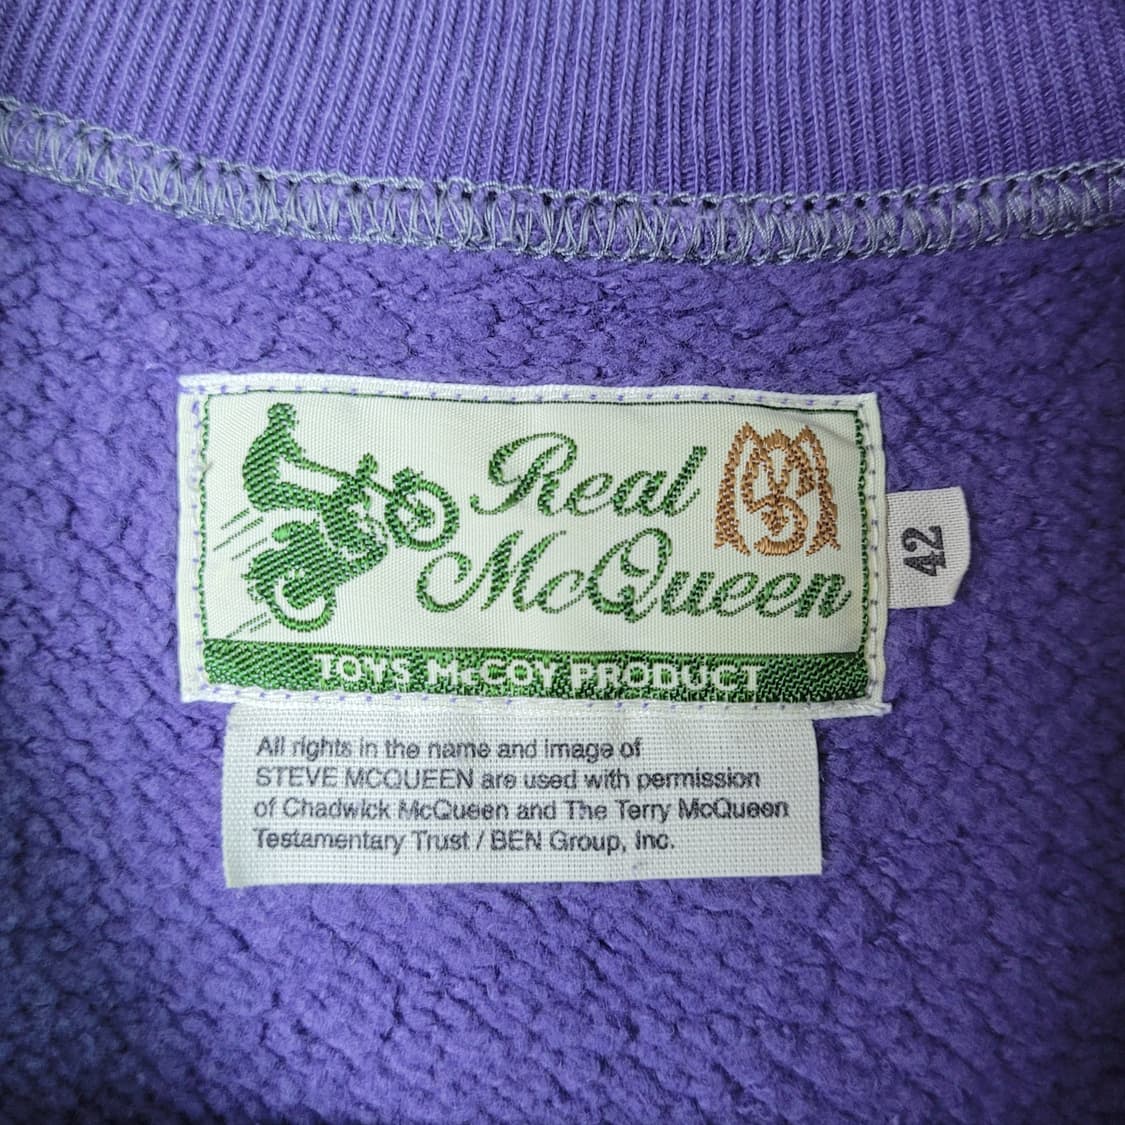 Real
McQueen
TOYS McCOY PRODUCT
42
All rights in the name and image of
STEVE MCQUEEN are used with permission
of Chadwick McQueen and The Terry McQueen
Testamentary Trust / BEN Group, Inc.